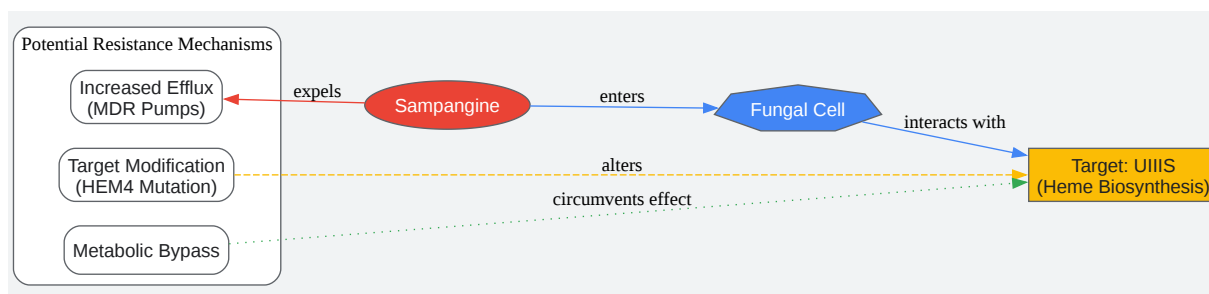 Potential Resistance Mechanisms
Increased Efflux
(MDR Pumps)
expels
Sampangine
enters
Fungal Cell
interacts with
Target Modification
(HEM4 Mutation)
alters
Target: UIIIS
(Heme Biosynthesis)
circumvents effect
Metabolic Bypass